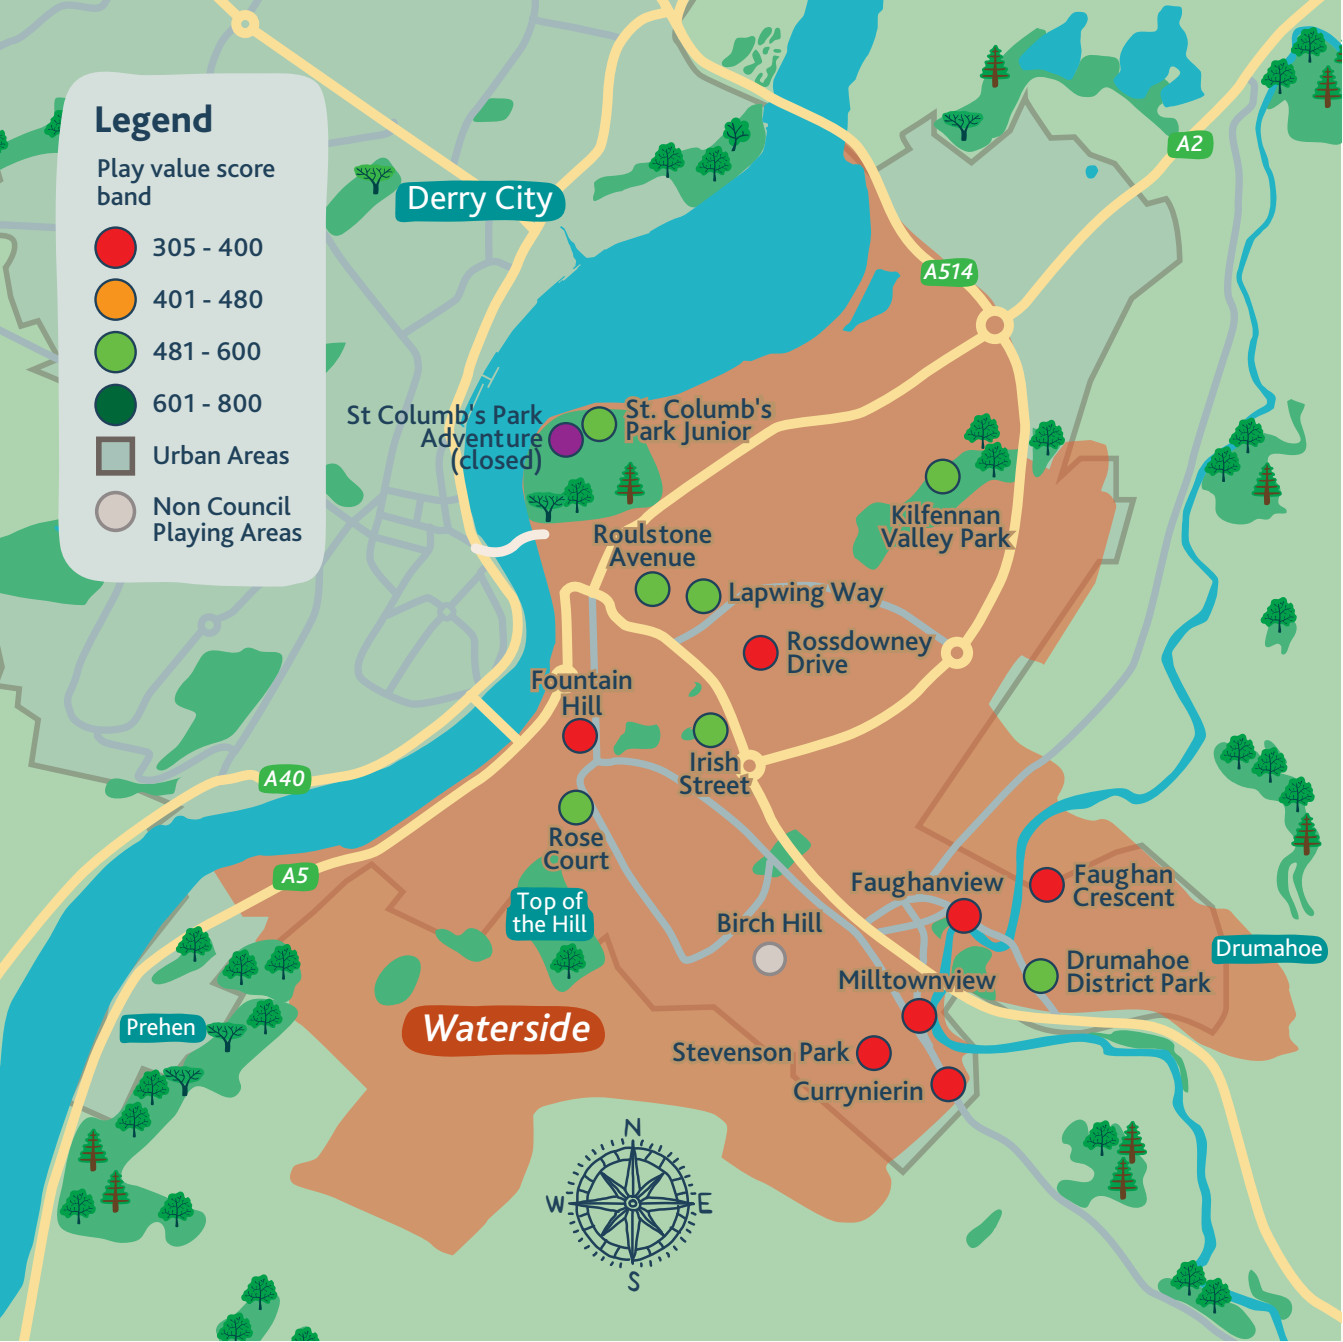 Legend
Play value score
band
305 - 400
401 - 480
481 - 600
601 - 800
Urban Areas
Non Council
Playing Areas
Derry City
A2
A514
St Columb's Park
Adventure
(closed)
St. Columb's
Park Junior
Kilfennan
Valley Park
Roulstone
Avenue
Lapwing Way
Rossdowney
Drive
Fountain
Hill
Irish
Street
A40
Rose
Court
A5
Top of
the Hill
Faughanview
Faughan
Crescent
Birch Hill
Drumahoe
Drumahoe
District Park
Milltownview
Prehen
Waterside
Stevenson Park
Currynierin
N
W
E
S